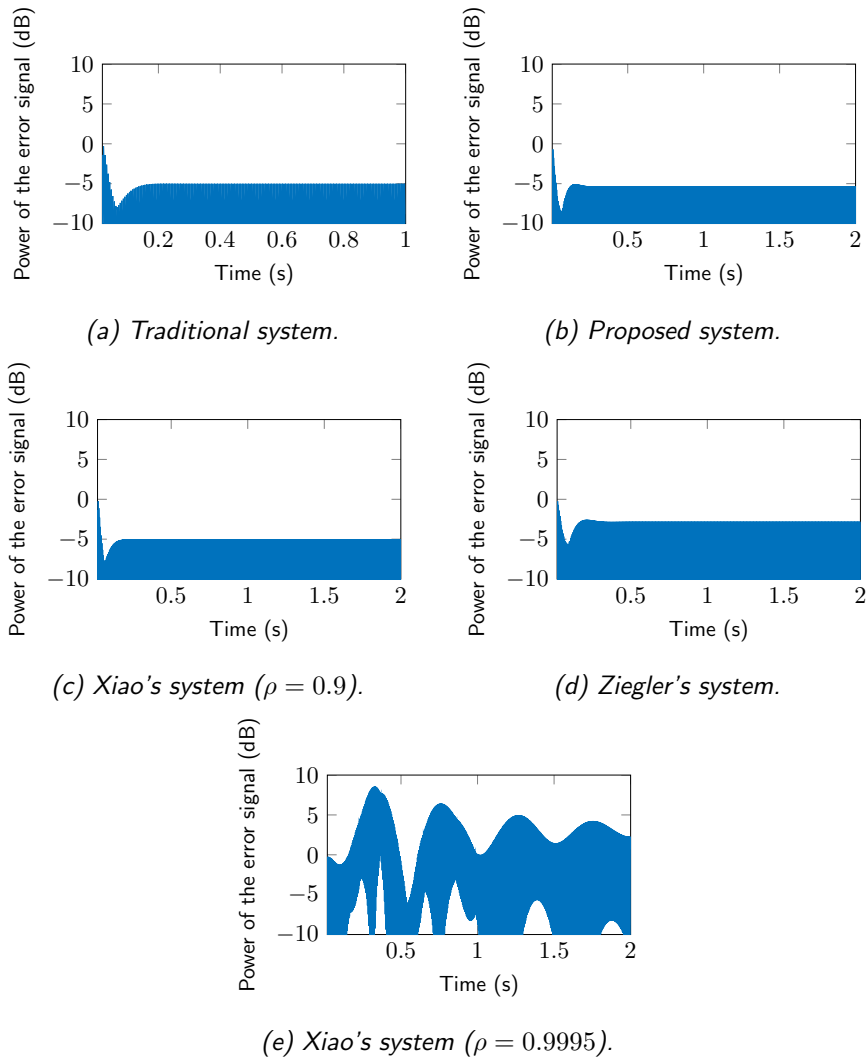 Power of the error signal (dB)
10
5
0
−5
−10
0.2 0.4 0.6 0.8 1
Time (s)
(a) Traditional system.
Power of the error signal (dB)
10
5
0
−5
−10
0.5 1 1.5 2
Time (s)
(b) Proposed system.
Power of the error signal (dB)
10
5
0
−5
−10
0.5 1 1.5 2
Time (s)
(c) Xiao's system (ρ = 0.9).
Power of the error signal (dB)
10
5
0
−5
−10
0.5 1 1.5 2
Time (s)
(d) Ziegler's system.
Power of the error signal (dB)
10
5
0
−5
−10
0.5 1 1.5 2
Time (s)
(e) Xiao's system (ρ = 0.9995).